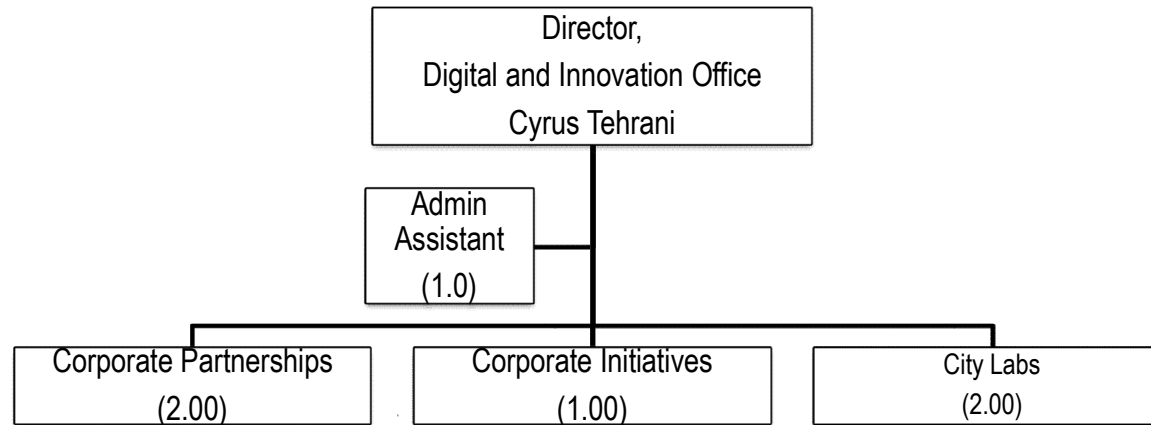 Director,
Digital and Innovation Office
Cyrus Tehrani
Admin
Assistant
(1.0)
Corporate Partnerships
(2.00)
Corporate Initiatives
(1.00)
City Labs
(2.00)